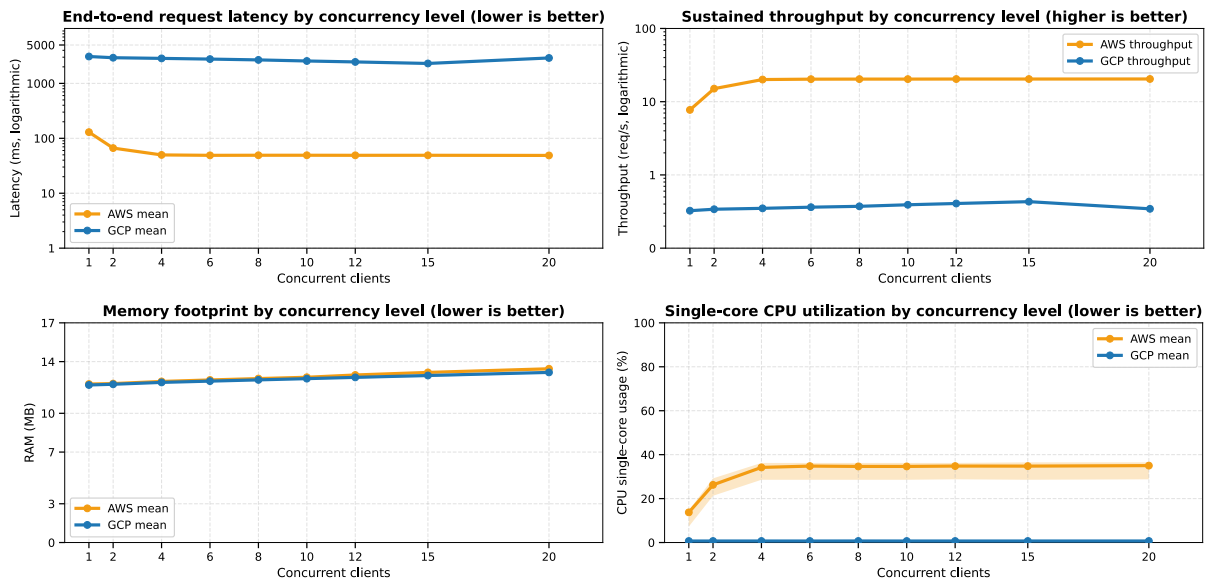 End-to-end request latency by concurrency level (lower is better)
5000
1000
100
10
1
Latency (ms, logarithmic)
AWS mean
GCP mean
1 2 4 6 8 10 12 15 20
Concurrent clients
Sustained throughput by concurrency level (higher is better)
100
10
1
0
Throughput (req/s, logarithmic)
AWS throughput
GCP throughput
1 2 4 6 8 10 12 15 20
Concurrent clients
Memory footprint by concurrency level (lower is better)
17
14
10
7
3
0
RAM (MB)
AWS mean
GCP mean
1 2 4 6 8 10 12 15 20
Concurrent clients
Single-core CPU utilization by concurrency level (lower is better)
100
80
60
40
20
0
CPU single-core usage (%)
AWS mean
GCP mean
1 2 4 6 8 10 12 15 20
Concurrent clients